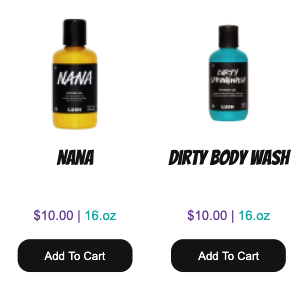 NANA
LUSH
DIRTY
SPRINGWASH
LUSH
NANA
DIRTY BODY WASH
$10.00 | 16.oz
$10.00 | 16.oz
Add To Cart
Add To Cart